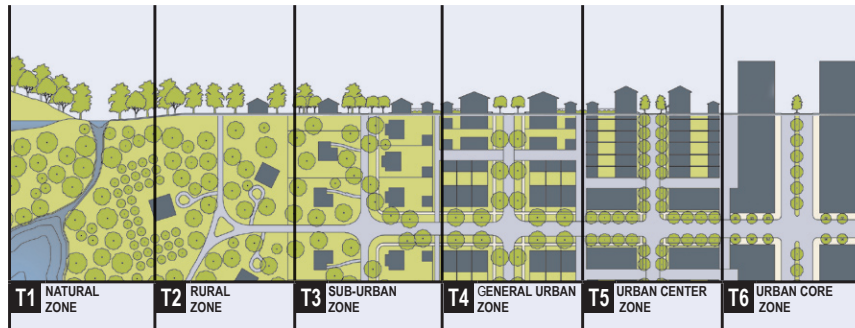 T1 NATURAL
ZONE
T2 RURAL
ZONE
T3 SUB-URBAN
ZONE
T4 GENERAL URBAN
ZONE
T5 URBAN CENTER
ZONE
T6 URBAN CORE
ZONE